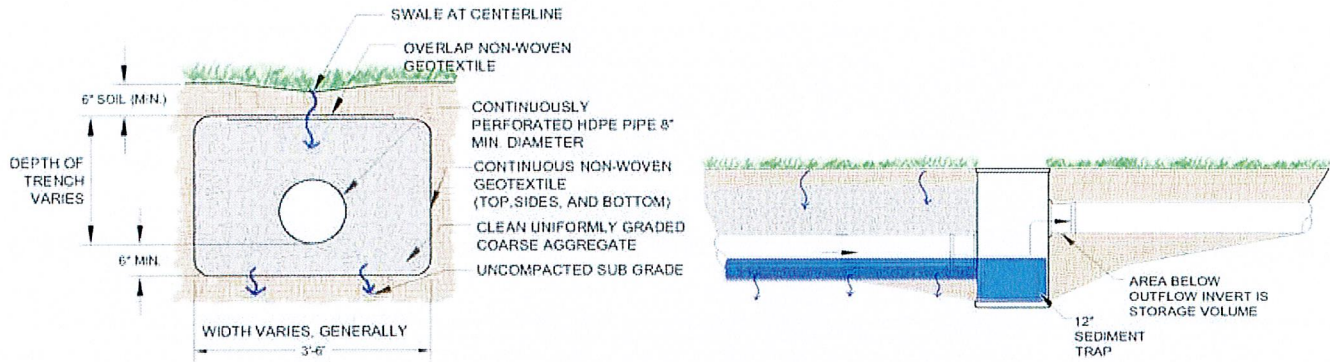 SWALE AT CENTERLINE
OVERLAP NON-WOVEN
GEOTEXTILE
6" SOIL (MIN.)
CONTINUOUSLY
PERFORATED HDPE PIPE 8"
MIN. DIAMETER
DEPTH OF
TRENCH
VARIES
CONTINUOUS NON-WOVEN
GEOTEXTILE
(TOP, SIDES, AND BOTTOM)
CLEAN UNIFORMLY GRADED
COARSE AGGREGATE
6" MIN.
UNCOMPACTED SUB GRADE
WIDTH VARIES, GENERALLY
3'-6"
AREA BELOW
OUTFLOW INVERT IS
STORAGE VOLUME
12"
SEDIMENT
TRAP